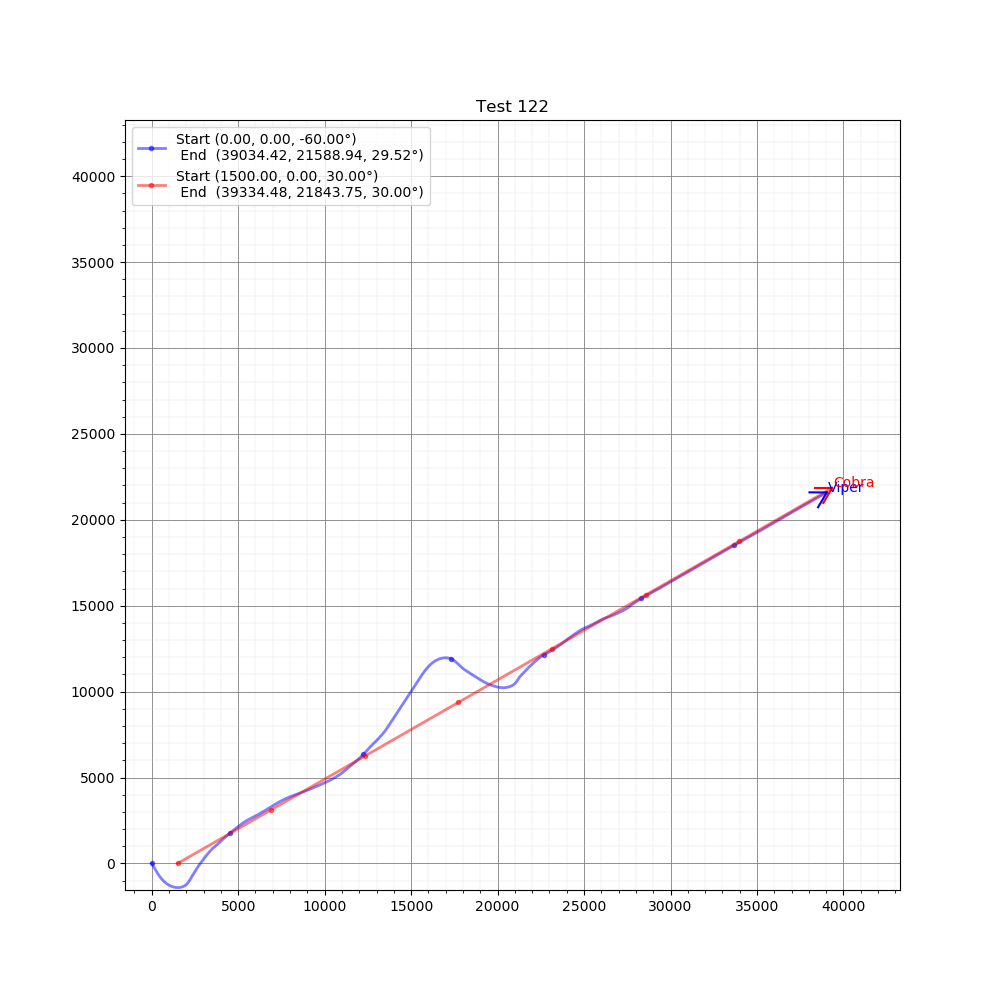 Test 122
Start (0.00, 0.00, -60.00°)
End (39034.42, 21588.94, 29.52°)
Start (1500.00, 0.00, 30.00°)
End (39334.48, 21843.75, 30.00°)
40000
35000
30000
25000
Cobra
Viper
20000
15000
10000
5000
0
0 5000 10000 15000 20000 25000 30000 35000 40000